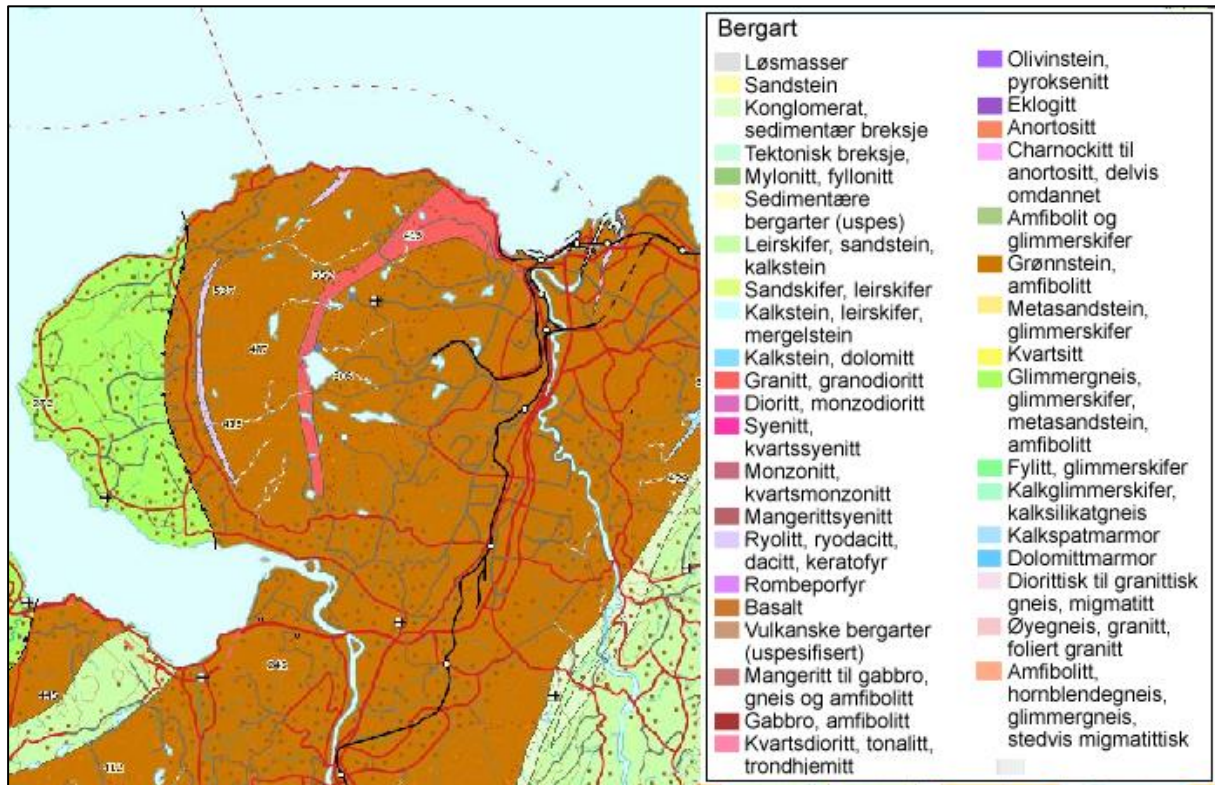 Bergart
Løsmasser
Sandstein
Konglomerat,
sedimentær breksje
Tektonisk breksje,
Mylonitt, fyllonitt
Sedimentære
bergarter (uspes)
Leirskifer, sandstein,
kalkstein
Sandskifer, leirskifer
Kalkstein, leirskifer,
mergelstein
Kalkstein, dolomitt
Granitt, granodioritt
Dioritt, monzodioritt
Syenitt,
kvartssyenitt
Monzonitt,
kvartsmonzonitt
Mangerittsyenitt
Ryolitt, ryodacitt,
dacitt, keratofyr
Rombeporfyr
Basalt
Vulkanske bergarter
(uspesifisert)
Mangeritt til gabbro,
gneis og amfibolitt
Gabbro, amfibolitt
Kvartsdioritt, tonalitt,
trondhjemitt
Olivinstein,
pyroksenitt
Eklogitt
Anortositt
Charnockitt til
anortositt, delvis
omdannet
Amfibolit og
glimmerskifer
Grønnstein,
amfibolitt
Metasandstein,
glimmerskifer
Kvartsitt
Glimmergneis,
glimmerskifer,
metasandstein,
amfibolitt
Fylitt, glimmerskifer
Kalkglimmerskifer,
kalksilikatgneis
Kalkspatmarmor
Dolomittmarmor
Diorittisk til granittisk
gneis, migmatitt
Øyegneis, granitt,
foliert granitt
Amfibolitt,
hornblendegneis,
glimmergneis,
stedvis migmatittisk
412